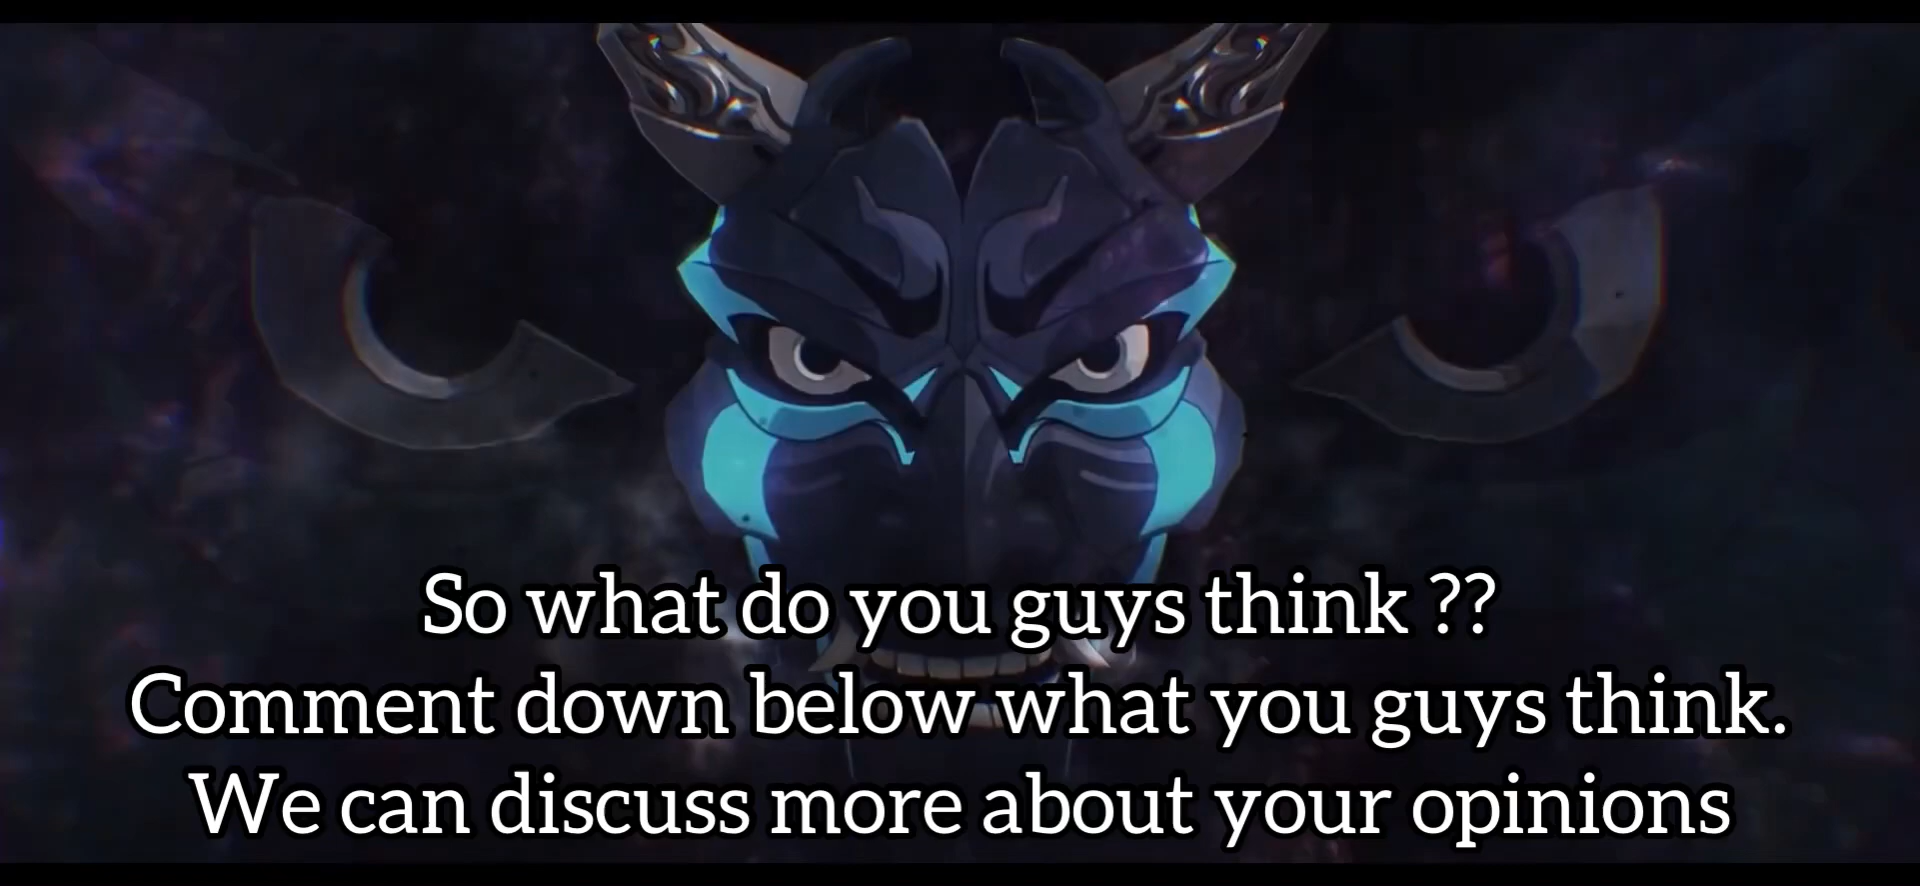 So what do you guys think ??
Comment down below what you guys think.
We can discuss more about your opinions